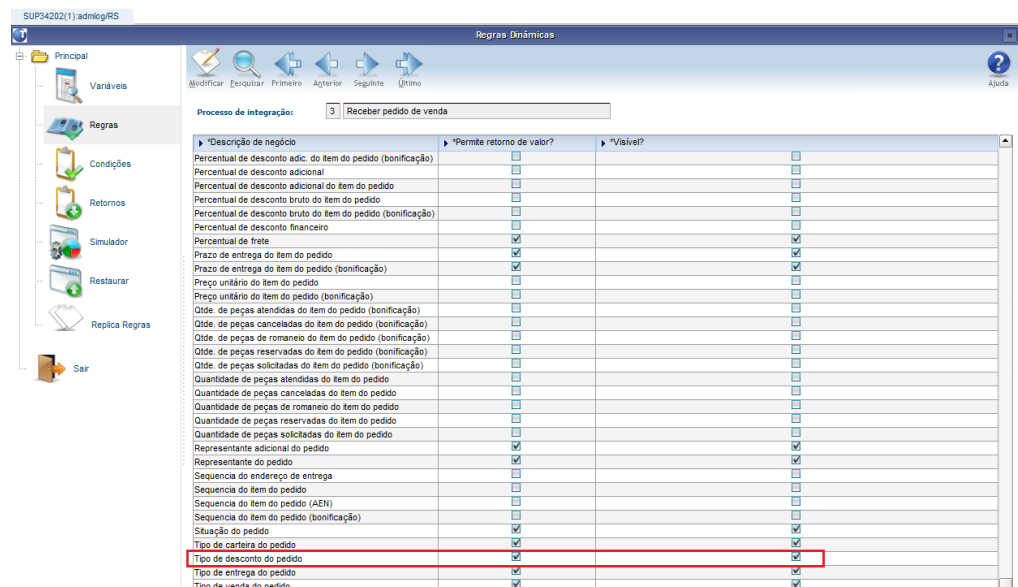 SUP34202(1):admlog/RS
Regras Dinámicas
Principal
Variáveis
Regras
Condições
Retornos
Simulador
Restaurar
Replica Regras
Sair
Modificar Pesquisar Primeiro Anterior Seguinte Último
Ajuda
Processo de integração: 3 Receber pedido de venda
*Descrição de negócio *Permite retorno de valor? *Visível?
Percentual de desconto adic. do item do pedido (bonificação)
Percentual de desconto adicional
Percentual de desconto adicional do item do pedido
Percentual de desconto bruto do item do pedido
Percentual de desconto bruto do item do pedido (bonificação)
Percentual de desconto financeiro
Percentual de frete
Prazo de entrega do item do pedido
Prazo de entrega do item do pedido (bonificação)
Preço unitário do item do pedido
Preço unitário do item do pedido (bonificação)
Qtde. de peças atendidas do item do pedido (bonificação)
Qtde. de peças canceladas do item do pedido (bonificação)
Qtde. de peças de romaneio do item do pedido (bonificação)
Qtde. de peças reservadas do item do pedido (bonificação)
Qtde. de peças solicitadas do item do pedido (bonificação)
Quantidade de peças atendidas do item do pedido
Quantidade de peças canceladas do item do pedido
Quantidade de peças de romaneio do item do pedido
Quantidade de peças reservadas do item do pedido
Quantidade de peças solicitadas do item do pedido
Representante adicional do pedido
Representante do pedido
Sequencia do endereço de entrega
Sequencia do item do pedido
Sequencia do item do pedido (AEN)
Sequencia do item do pedido (bonificação)
Situação do pedido
Tipo de carteira do pedido
Tipo de desconto do pedido
Tipo de entrega do pedido
Tipo de venda do pedido